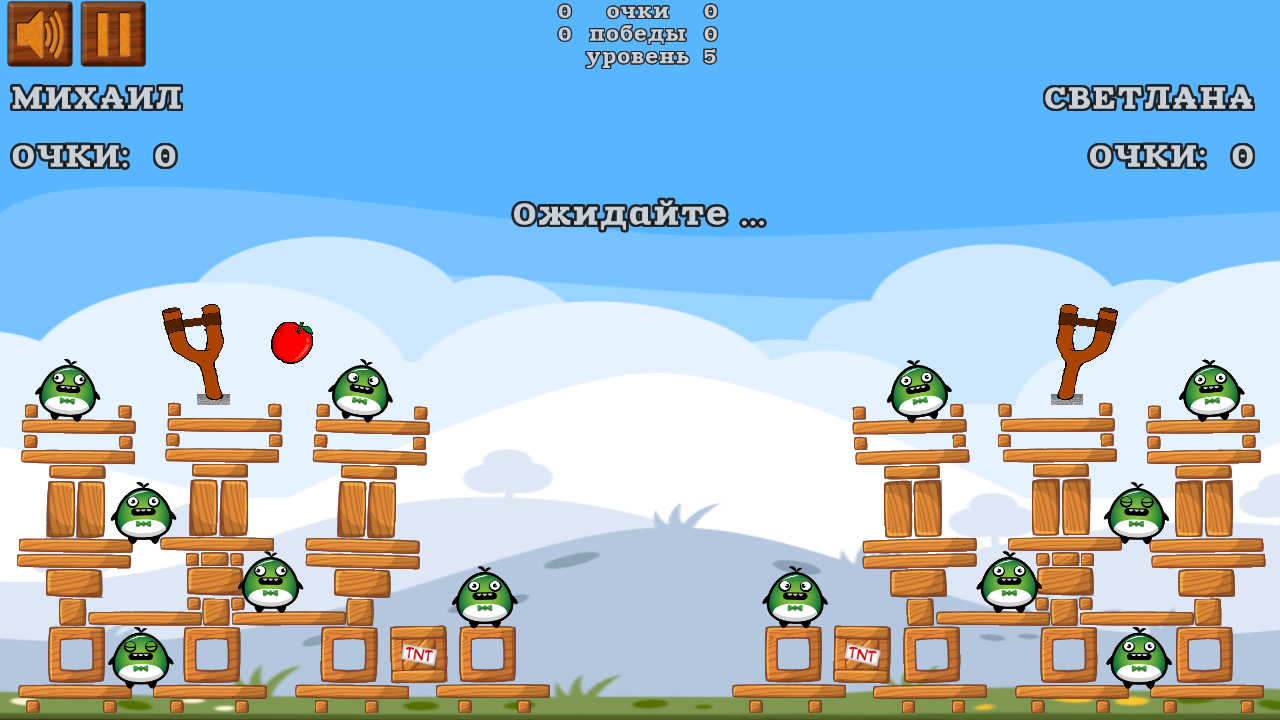 0 очки 0
0 победы 0
уровень 5
МИХАИЛ
СВЕТЛАНА
ОЧКИ: 0
ОЧКИ: 0
Ожидайте ...
TNT
TNT